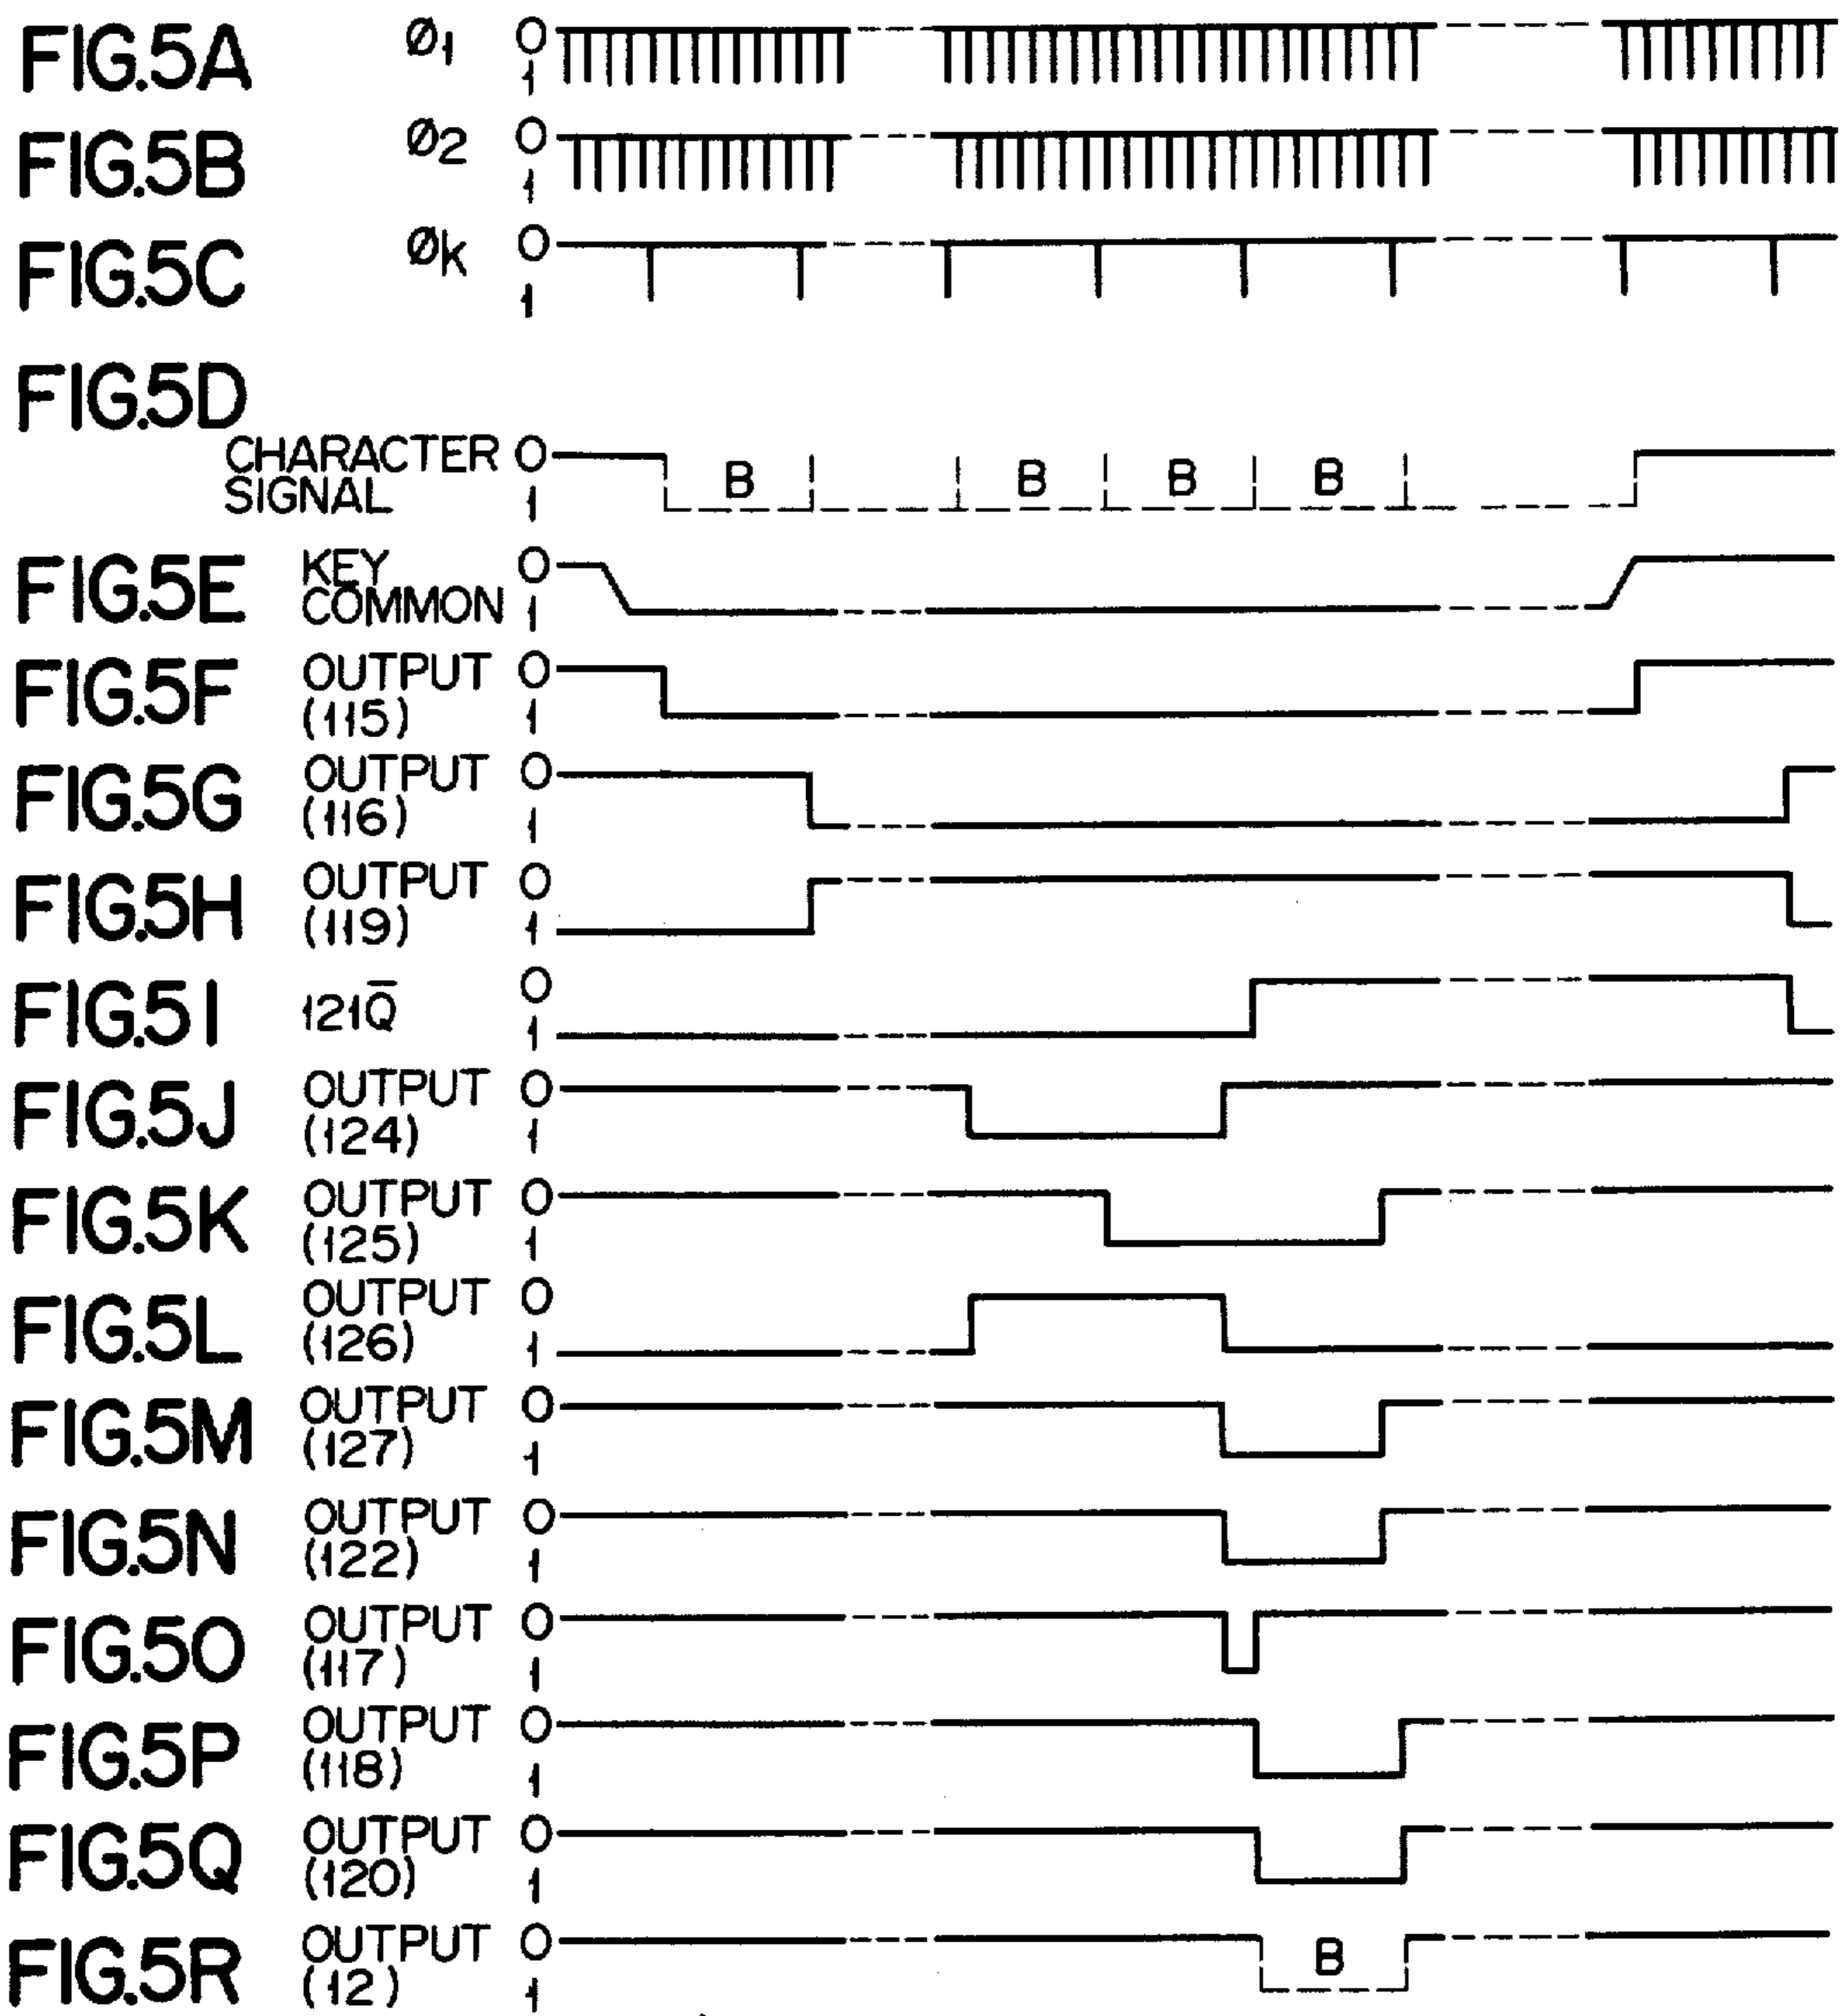 FIG.5A Ø1 0
1
FIG.5B Ø2 0
1
FIG.5C Øk 0
1
FIG.5D
CHARACTER 0
SIGNAL 1
B B B B
FIG.5E KEY 0
COMMON 1
FIG.5F OUTPUT 0
(115) 1
FIG.5G OUTPUT 0
(116) 1
FIG.5H OUTPUT 0
(119) 1
FIG.5I 121Q̅ 0
1
FIG.5J OUTPUT 0
(124) 1
FIG.5K OUTPUT 0
(125) 1
FIG.5L OUTPUT 0
(126) 1
FIG.5M OUTPUT 0
(127) 1
FIG.5N OUTPUT 0
(122) 1
FIG.5O OUTPUT 0
(117) 1
FIG.5P OUTPUT 0
(118) 1
FIG.5Q OUTPUT 0
(120) 1
FIG.5R OUTPUT 0 B
(12) 1